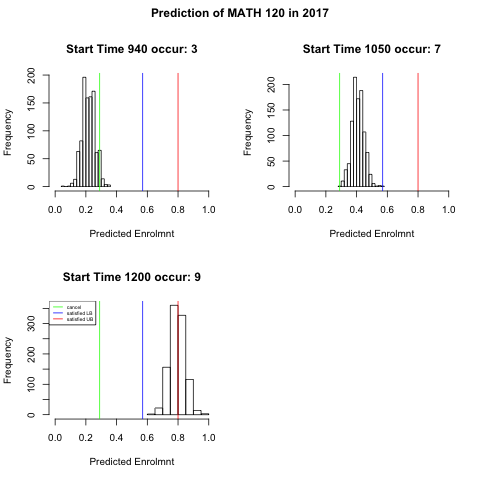 Prediction of MATH 120 in 2017
Start Time 940 occur: 3
Frequency
0 50 100 150 200
0.0 0.2 0.4 0.6 0.8 1.0
Predicted Enrolmnt
Start Time 1050 occur: 7
Frequency
0 50 100 150 200
0.0 0.2 0.4 0.6 0.8 1.0
Predicted Enrolmnt
Start Time 1200 occur: 9
Frequency
0 100 200 300
cancel
satisfied LB
satisfied UB
0.0 0.2 0.4 0.6 0.8 1.0
Predicted Enrolmnt